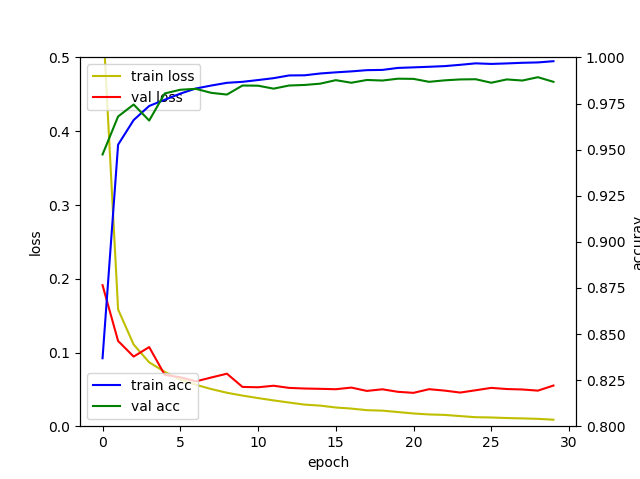 train loss
val loss
train acc
val acc
0.5
0.4
0.3
0.2
0.1
0.0
loss
1.000
0.975
0.950
0.925
0.900
0.875
0.850
0.825
0.800
accuray
0 5 10 15 20 25 30
epoch